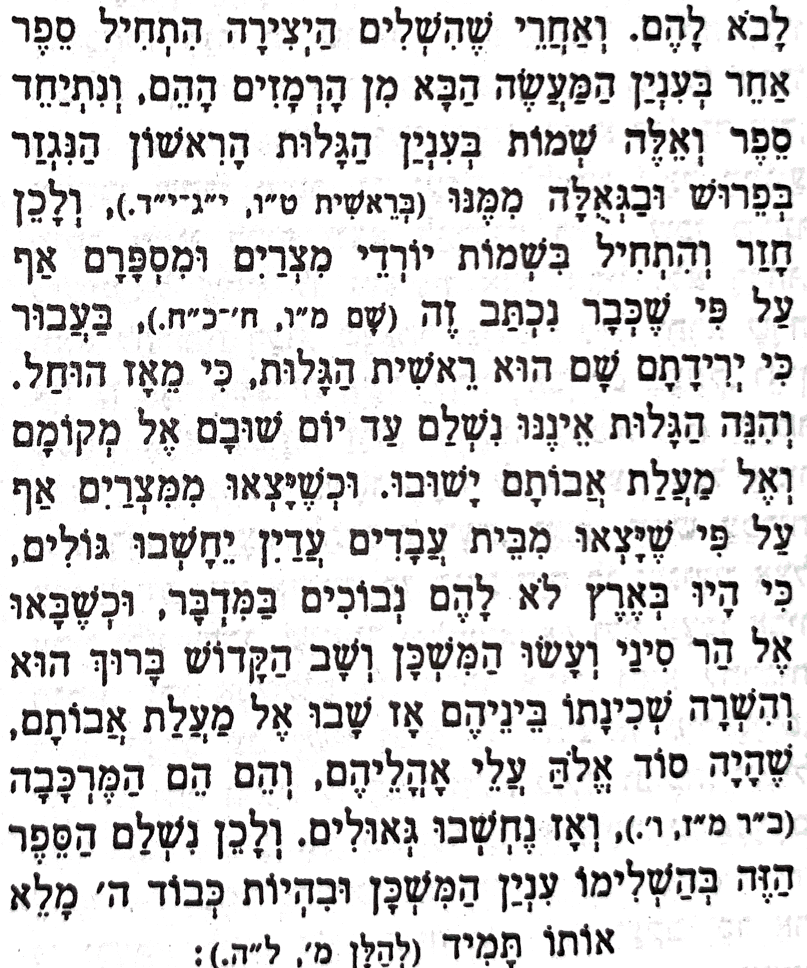 לָבֹא לָהֶם. וְאַחֲרֵי שֶׁהִשְׁלִים הַיְצִירָה הִתְחִיל סֵפֶר
אַחֵר בְּעִנְיַן הַמַּעֲשֶׂה הַבָּא מִן הָרְמָזִים הָהֵם, וְנִתְיַחֵד
סֵפֶר וְאֵלֶּה שְׁמוֹת בְּעִנְיַן הַגָּלוּת הָרִאשׁוֹן הַנִּגְזַר
בְּפֵרוּשׁ וּבַגְּאֻלָּה מִמֶּנּוּ (בְּרֵאשִׁית ט״ו, י״ג־י״ד.), וְלָכֵן
חָזַר וְהִתְחִיל בִּשְׁמוֹת יוֹרְדֵי מִצְרַיִם וּמִסְפָּרָם אַף
עַל פִּי שֶׁכְּבָר נִכְתַּב זֶה (שָׁם מ״ו, ח׳־כ״ח.), בַּעֲבוּר
כִּי יְרִידָתָם שָׁם הוּא רֵאשִׁית הַגָּלוּת, כִּי מֵאָז הוּחַל.
וְהִנֵּה הַגָּלוּת אֵינֶנּוּ נִשְׁלַם עַד יוֹם שׁוּבָם אֶל מְקוֹמָם
וְאֶל מַעֲלַת אֲבוֹתָם יָשׁוּבוּ. וּכְשֶׁיָּצְאוּ מִמִּצְרַיִם אַף
עַל פִּי שֶׁיָּצְאוּ מִבֵּית עֲבָדִים עֲדַיִן יֵחָשְׁבוּ גּוֹלִים,
כִּי הָיוּ בְּאֶרֶץ לֹא לָהֶם נְבוֹכִים בַּמִּדְבָּר, וּכְשֶׁבָּאוּ
אֶל הַר סִינַי וְעָשׂוּ הַמִּשְׁכָּן וְשָׁב הַקָּדוֹשׁ בָּרוּךְ הוּא
וְהִשְׁרָה שְׁכִינָתוֹ בֵּינֵיהֶם אָז שָׁבוּ אֶל מַעֲלַת אֲבוֹתָם,
שֶׁהָיָה סוֹד אֱלֹהַּ עֲלֵי אָהֳלֵיהֶם, וְהֵם הֵם הַמֶּרְכָּבָה
(ב״ר מ״ז, ו׳.), וְאָז נֶחְשְׁבוּ גְּאוּלִים. וְלָכֵן נִשְׁלַם הַסֵּפֶר
הַזֶּה בְּהַשְׁלִימוֹ עִנְיַן הַמִּשְׁכָּן וּבִהְיוֹת כְּבוֹד ה׳ מָלֵא
אוֹתוֹ תָּמִיד (לְהַלָּן מ׳, ל״ה.):